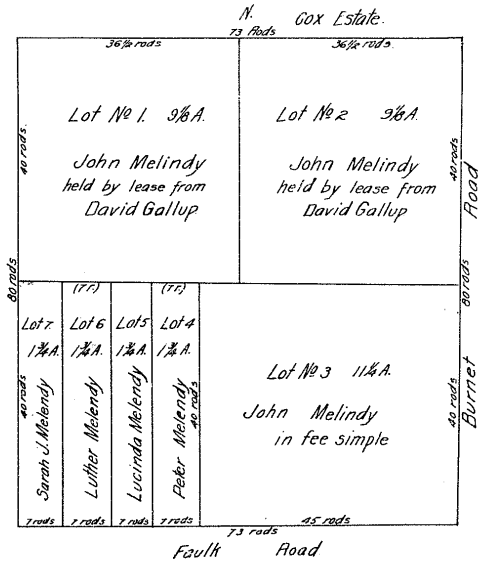 N. Cox Estate.
73 Rods
36½ rods 36½ rods
Lot No 1. 9⅛ A.
John Melindy
held by lease from
David Gallup
40 rods.
Lot No 2 9⅛ A.
John Melindy
held by lease from
David Gallup
40 rods.
80 rods
80 rods
Burnet Road
(7 r.) (7 r.)
Lot 7.
1¾ A.
Sarah J. Melendy
40 rods
7 rods
Lot 6
1¾ A.
Luther Melendy
7 rods
Lot 5
1¾ A.
Lucinda Melendy
7 rods
Lot 4
1¾ A.
Peter Melendy
40 rods
7 rods
Lot No 3 11¼ A.
John Melindy
in fee simple
40 rods
45 rods
73 rods
Faulk Road